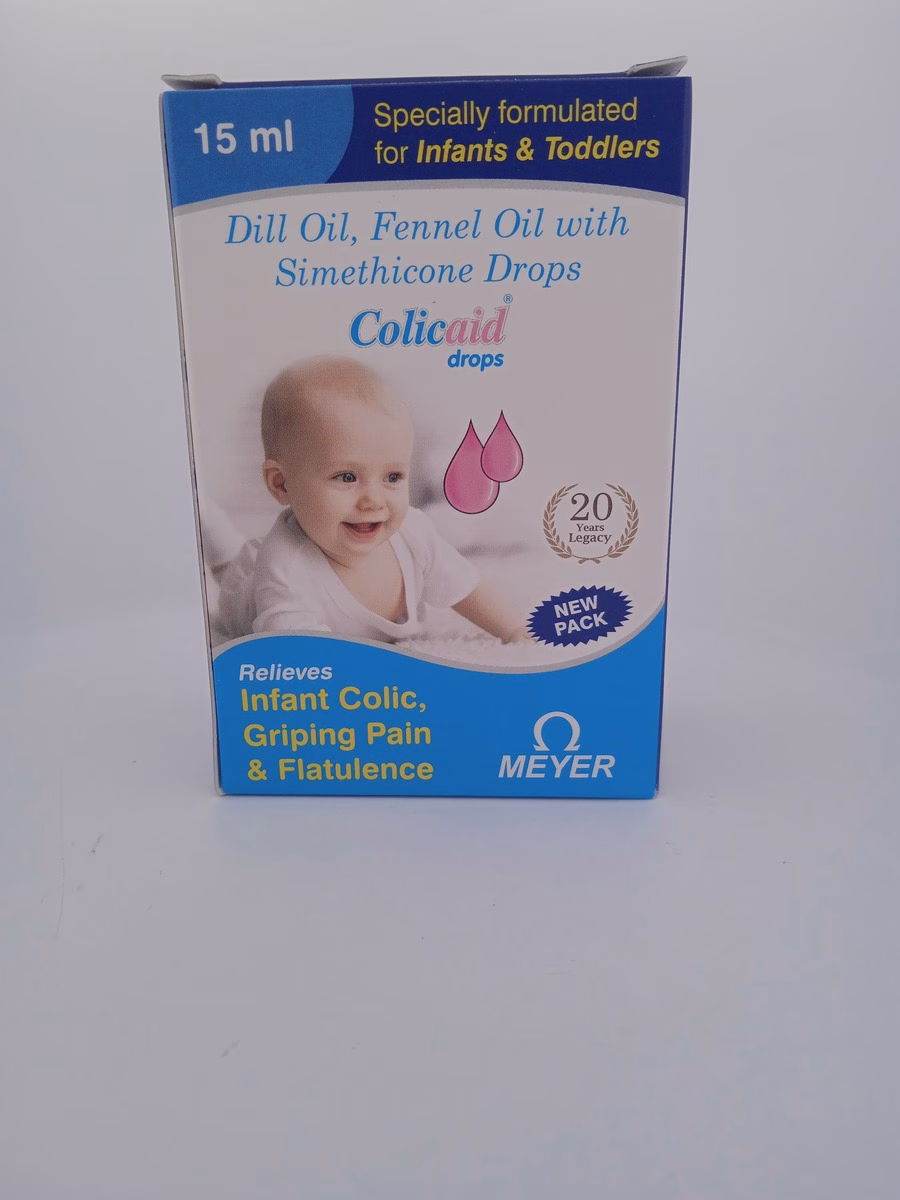 15 ml
Specially formulated
for Infants & Toddlers
Dill Oil, Fennel Oil with
Simethicone Drops
Colicaid®
drops
20
Years
Legacy
NEW
PACK
Relieves
Infant Colic,
Griping Pain
& Flatulence
MEYER